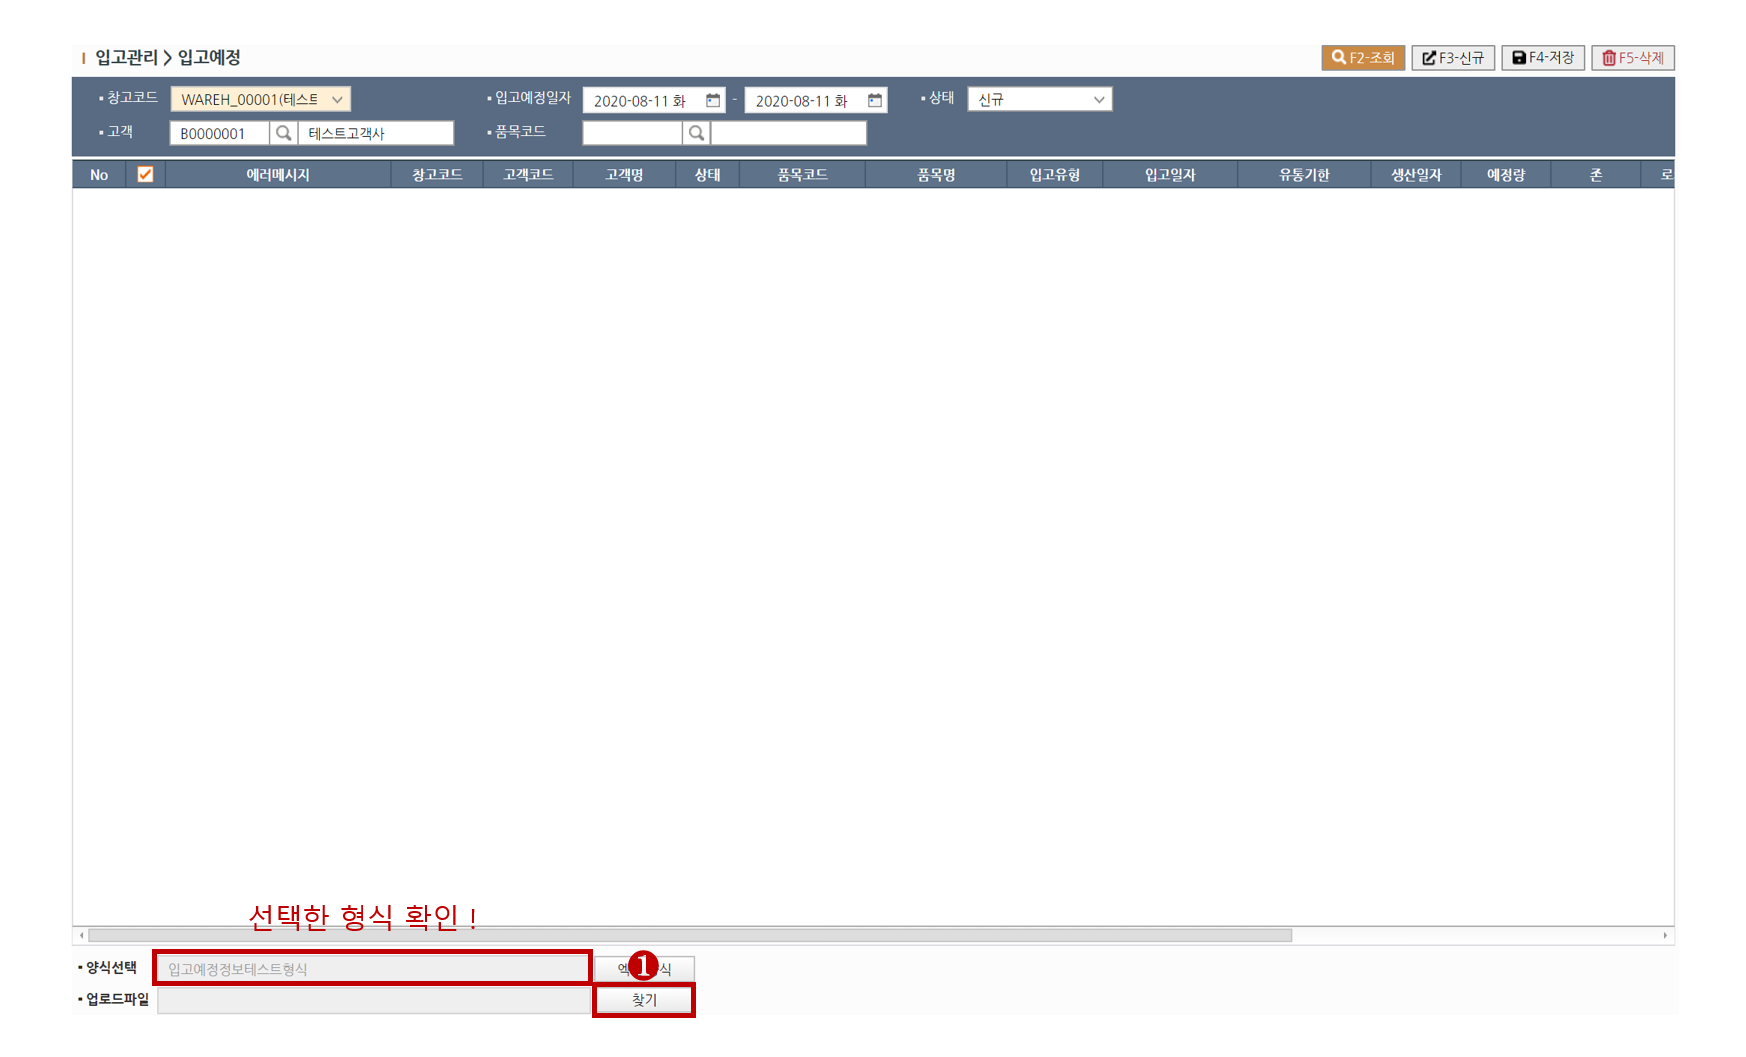 입고관리 > 입고예정
F2-조회 F3-신규 F4-저장 F5-삭제
▪ 창고코드 WAREH_00001(테스트 ▪ 입고예정일자 2020-08-11 화 - 2020-08-11 화 ▪ 상태 신규
▪ 고객 B0000001 테스트고객사 ▪ 품목코드
No 에러메시지 창고코드 고객코드 고객명 상태 품목코드 품목명 입고유형 입고일자 유통기한 생산일자 예정량 존 로
선택한 형식 확인 !
▪ 양식선택 입고예정정보테스트형식 엑 1 식
▪ 업로드파일 찾기